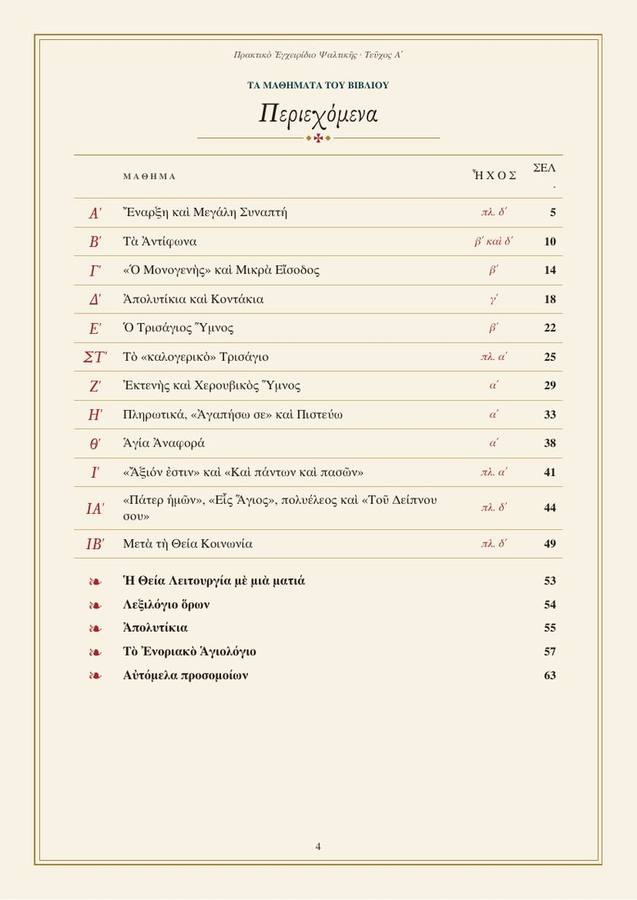 Πρακτικὸ Ἐγχειρίδιο Ψαλτικῆς · Τεῦχος Α΄
ΤΑ ΜΑΘΗΜΑΤΑ ΤΟΥ ΒΙΒΛΙΟΥ
Περιεχόμενα
ΜΑΘΗΜΑ ἮΧΟΣ ΣΕΛ
.
Α΄ Ἔναρξη καὶ Μεγάλη Συναπτή πλ. δ΄ 5
Β΄ Τὰ Ἀντίφωνα β΄ καὶ δ΄ 10
Γ΄ «Ὁ Μονογενὴς» καὶ Μικρὰ Εἴσοδος β΄ 14
Δ΄ Ἀπολυτίκια καὶ Κοντάκια γ΄ 18
Ε΄ Ὁ Τρισάγιος Ὕμνος β΄ 22
ΣΤ΄ Τὸ «καλογερικὸ» Τρισάγιο πλ. α΄ 25
Ζ΄ Ἐκτενὴς καὶ Χερουβικὸς Ὕμνος α΄ 29
Η΄ Πληρωτικά, «Ἀγαπήσω σε» καὶ Πιστεύω α΄ 33
Θ΄ Ἁγία Ἀναφορά α΄ 38
Ι΄ «Ἄξιόν ἐστιν» καὶ «Καὶ πάντων καὶ πασῶν» πλ. α΄ 41
ΙΑ΄ «Πάτερ ἡμῶν», «Εἷς Ἅγιος», πολυέλεος καὶ «Τοῦ Δείπνου
σου» πλ. δ΄ 44
ΙΒ΄ Μετὰ τὴ Θεία Κοινωνία πλ. δ΄ 49
❧ Ἡ Θεία Λειτουργία μὲ μιὰ ματιά 53
❧ Λεξιλόγιο ὅρων 54
❧ Ἀπολυτίκια 55
❧ Τὸ Ἐνοριακὸ Ἁγιολόγιο 57
❧ Αὐτόμελα προσομοίων 63
4